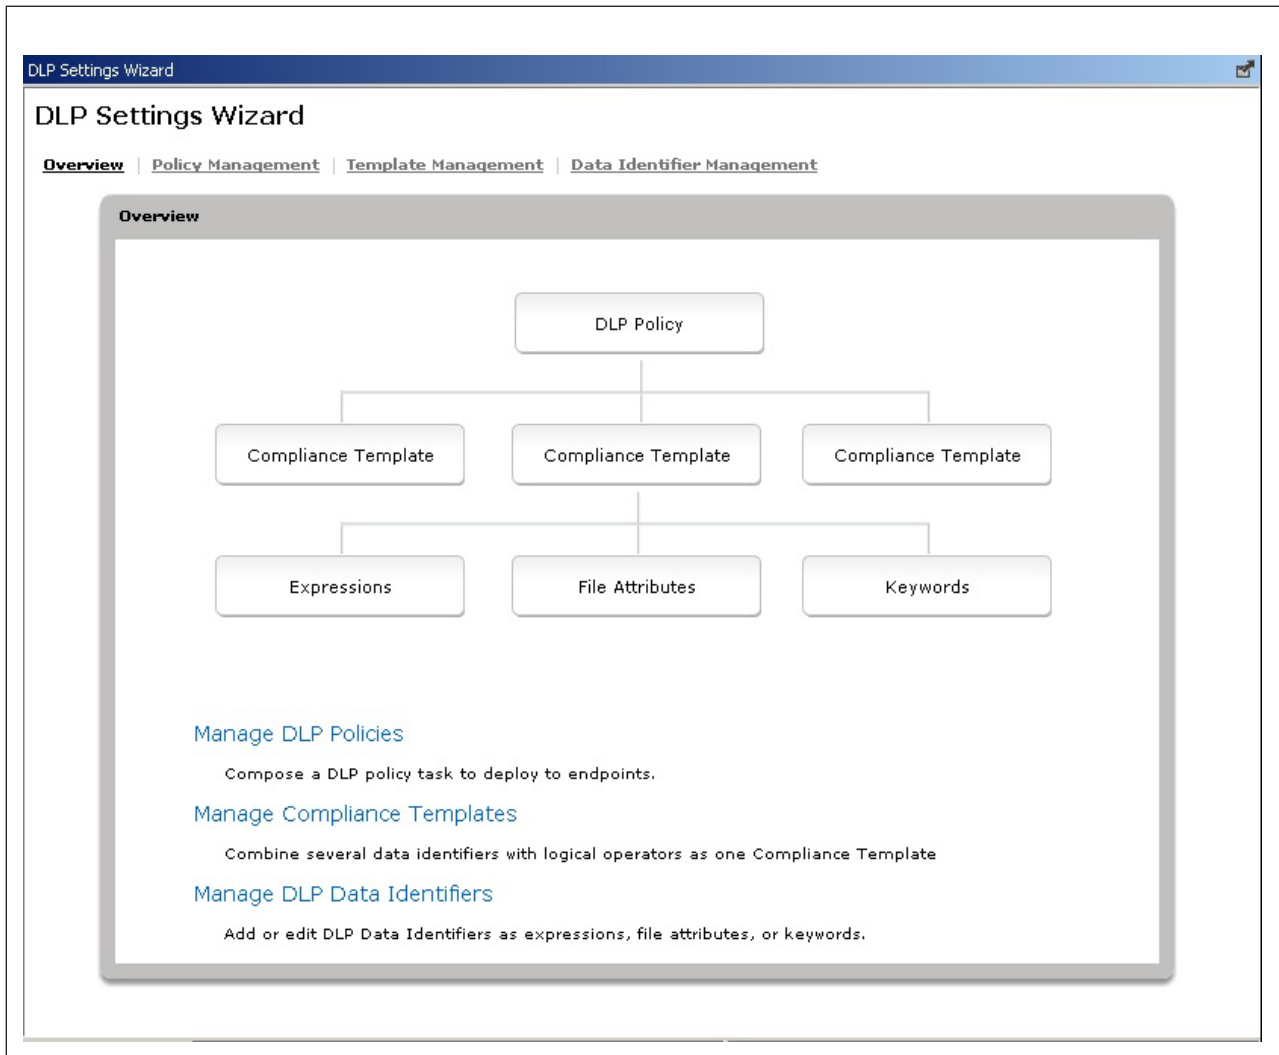 DLP Settings Wizard
DLP Settings Wizard
Overview | Policy Management | Template Management | Data Identifier Management
Overview
DLP Policy
Compliance Template Compliance Template Compliance Template
Expressions File Attributes Keywords
Manage DLP Policies
Compose a DLP policy task to deploy to endpoints.
Manage Compliance Templates
Combine several data identifiers with logical operators as one Compliance Template
Manage DLP Data Identifiers
Add or edit DLP Data Identifiers as expressions, file attributes, or keywords.